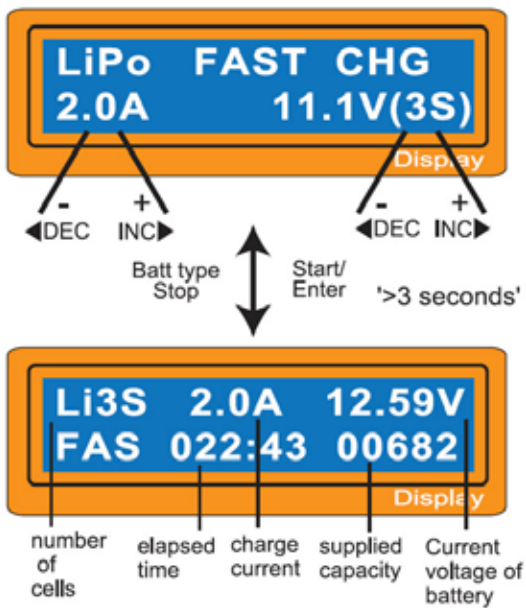 LiPo FAST CHG
2.0A 11.1V(3S)
Display
- + - +
◀DEC INC▶ ◀DEC INC▶
Batt type Start/
Stop Enter '>3 seconds'
Li3S 2.0A 12.59V
FAS 022:43 00682
Display
number elapsed charge supplied Current
of time current capacity voltage of
cells battery